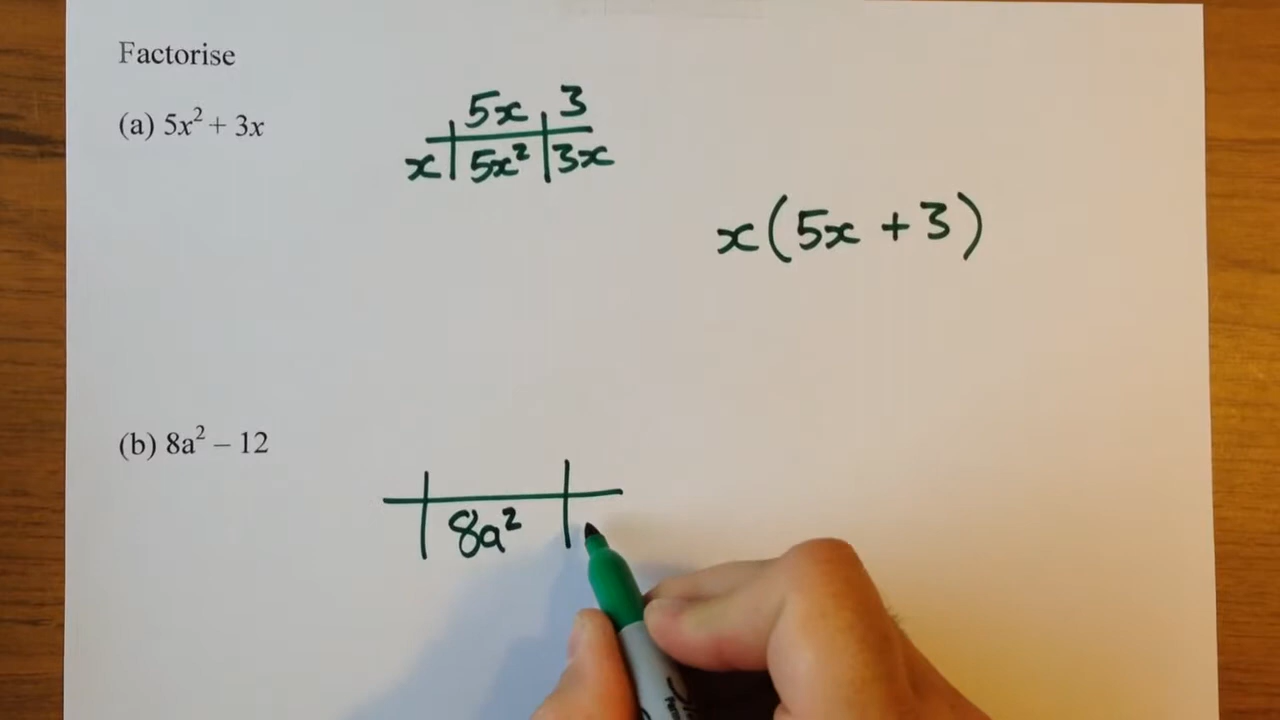 Factorise
(a) 5x² + 3x
5x 3
x 5x² 3x
x(5x + 3)
(b) 8a² – 12
8a²